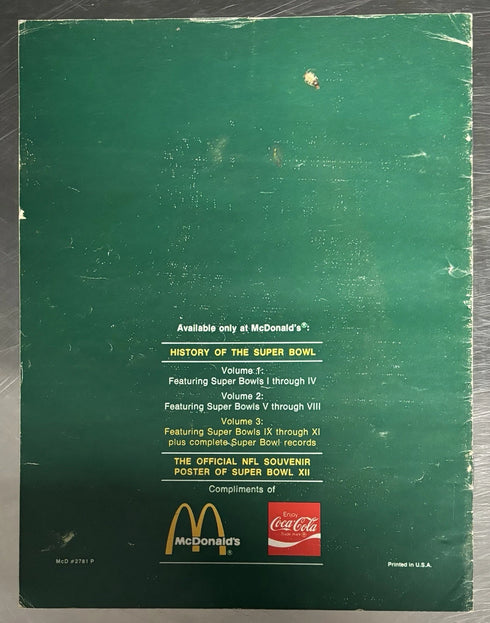 Available only at McDonald's®:
HISTORY OF THE SUPER BOWL
Volume 1:
Featuring Super Bowls I through IV
Volume 2:
Featuring Super Bowls V through VIII
Volume 3:
Featuring Super Bowls IX through XI
plus complete Super Bowl records
THE OFFICIAL NFL SOUVENIR
POSTER OF SUPER BOWL XII
Compliments of
McDonald's®
Enjoy
Coca-Cola
Trade mark ®
McD #2781 P
Printed in U.S.A.